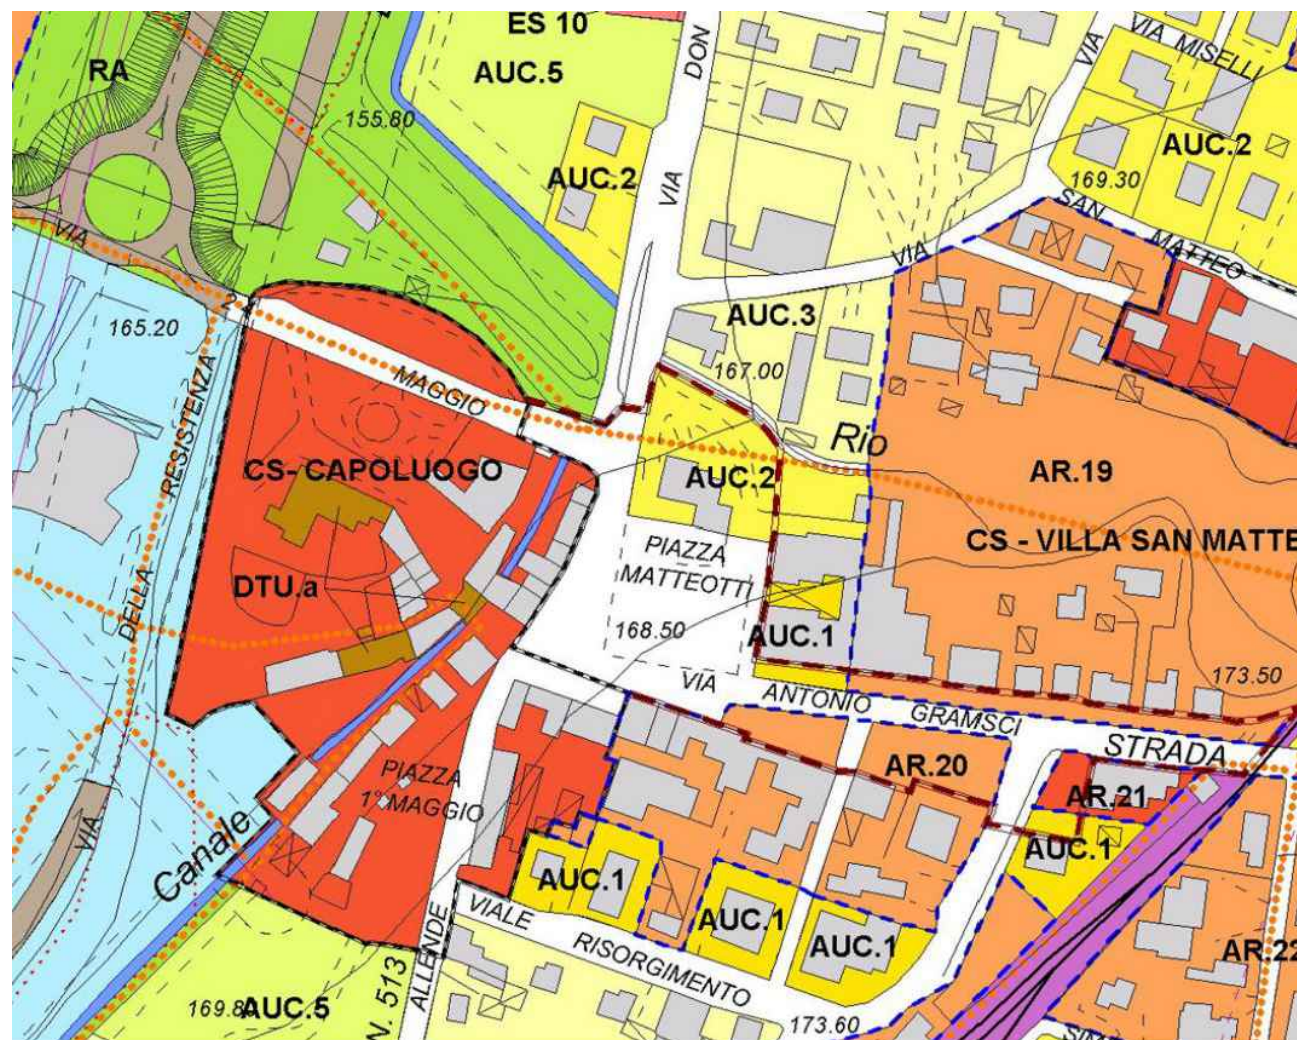 ES 10
AUC.5
RA
155.80
DON
VIA
VIA
VIA MISELLI
AUC.2
169.30
AUC.2
VIA
SAN
MATTEO
VIA
VIA
2
MAGGIO
165.20
AUC.3
167.00
RESISTENZA
DELLA
VIA
CS- CAPOLUOGO
DTU.a
AUC.2
Rio
AR.19
CS - VILLA SAN MATTE
PIAZZA
MATTEOTTI
168.50
AUC.1
173.50
VIA
ANTONIO
GRAMSCI
STRADA
AR.20
AR.21
AUC.1
PIAZZA
1° MAGGIO
Canale
AUC.1
AUC.1
AUC.1
VIALE
RISORGIMENTO
AR.22
ALLENDE
N. 513
AUC.5
173.60